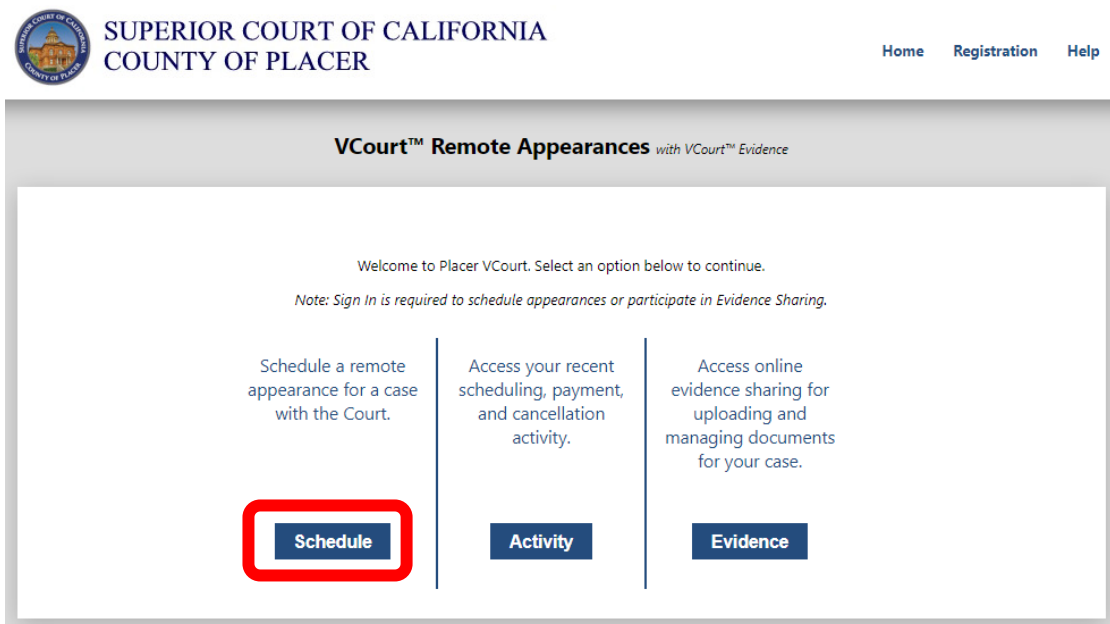 SUPERIOR COURT OF CALIFORNIA
COUNTY OF PLACER
Home Registration Help
VCourt™ Remote Appearances with VCourt™ Evidence
Welcome to Placer VCourt. Select an option below to continue.
Note: Sign In is required to schedule appearances or participate in Evidence Sharing.
Schedule a remote
appearance for a case
with the Court.
Access your recent
scheduling, payment,
and cancellation
activity.
Access online
evidence sharing for
uploading and
managing documents
for your case.
Schedule
Activity
Evidence